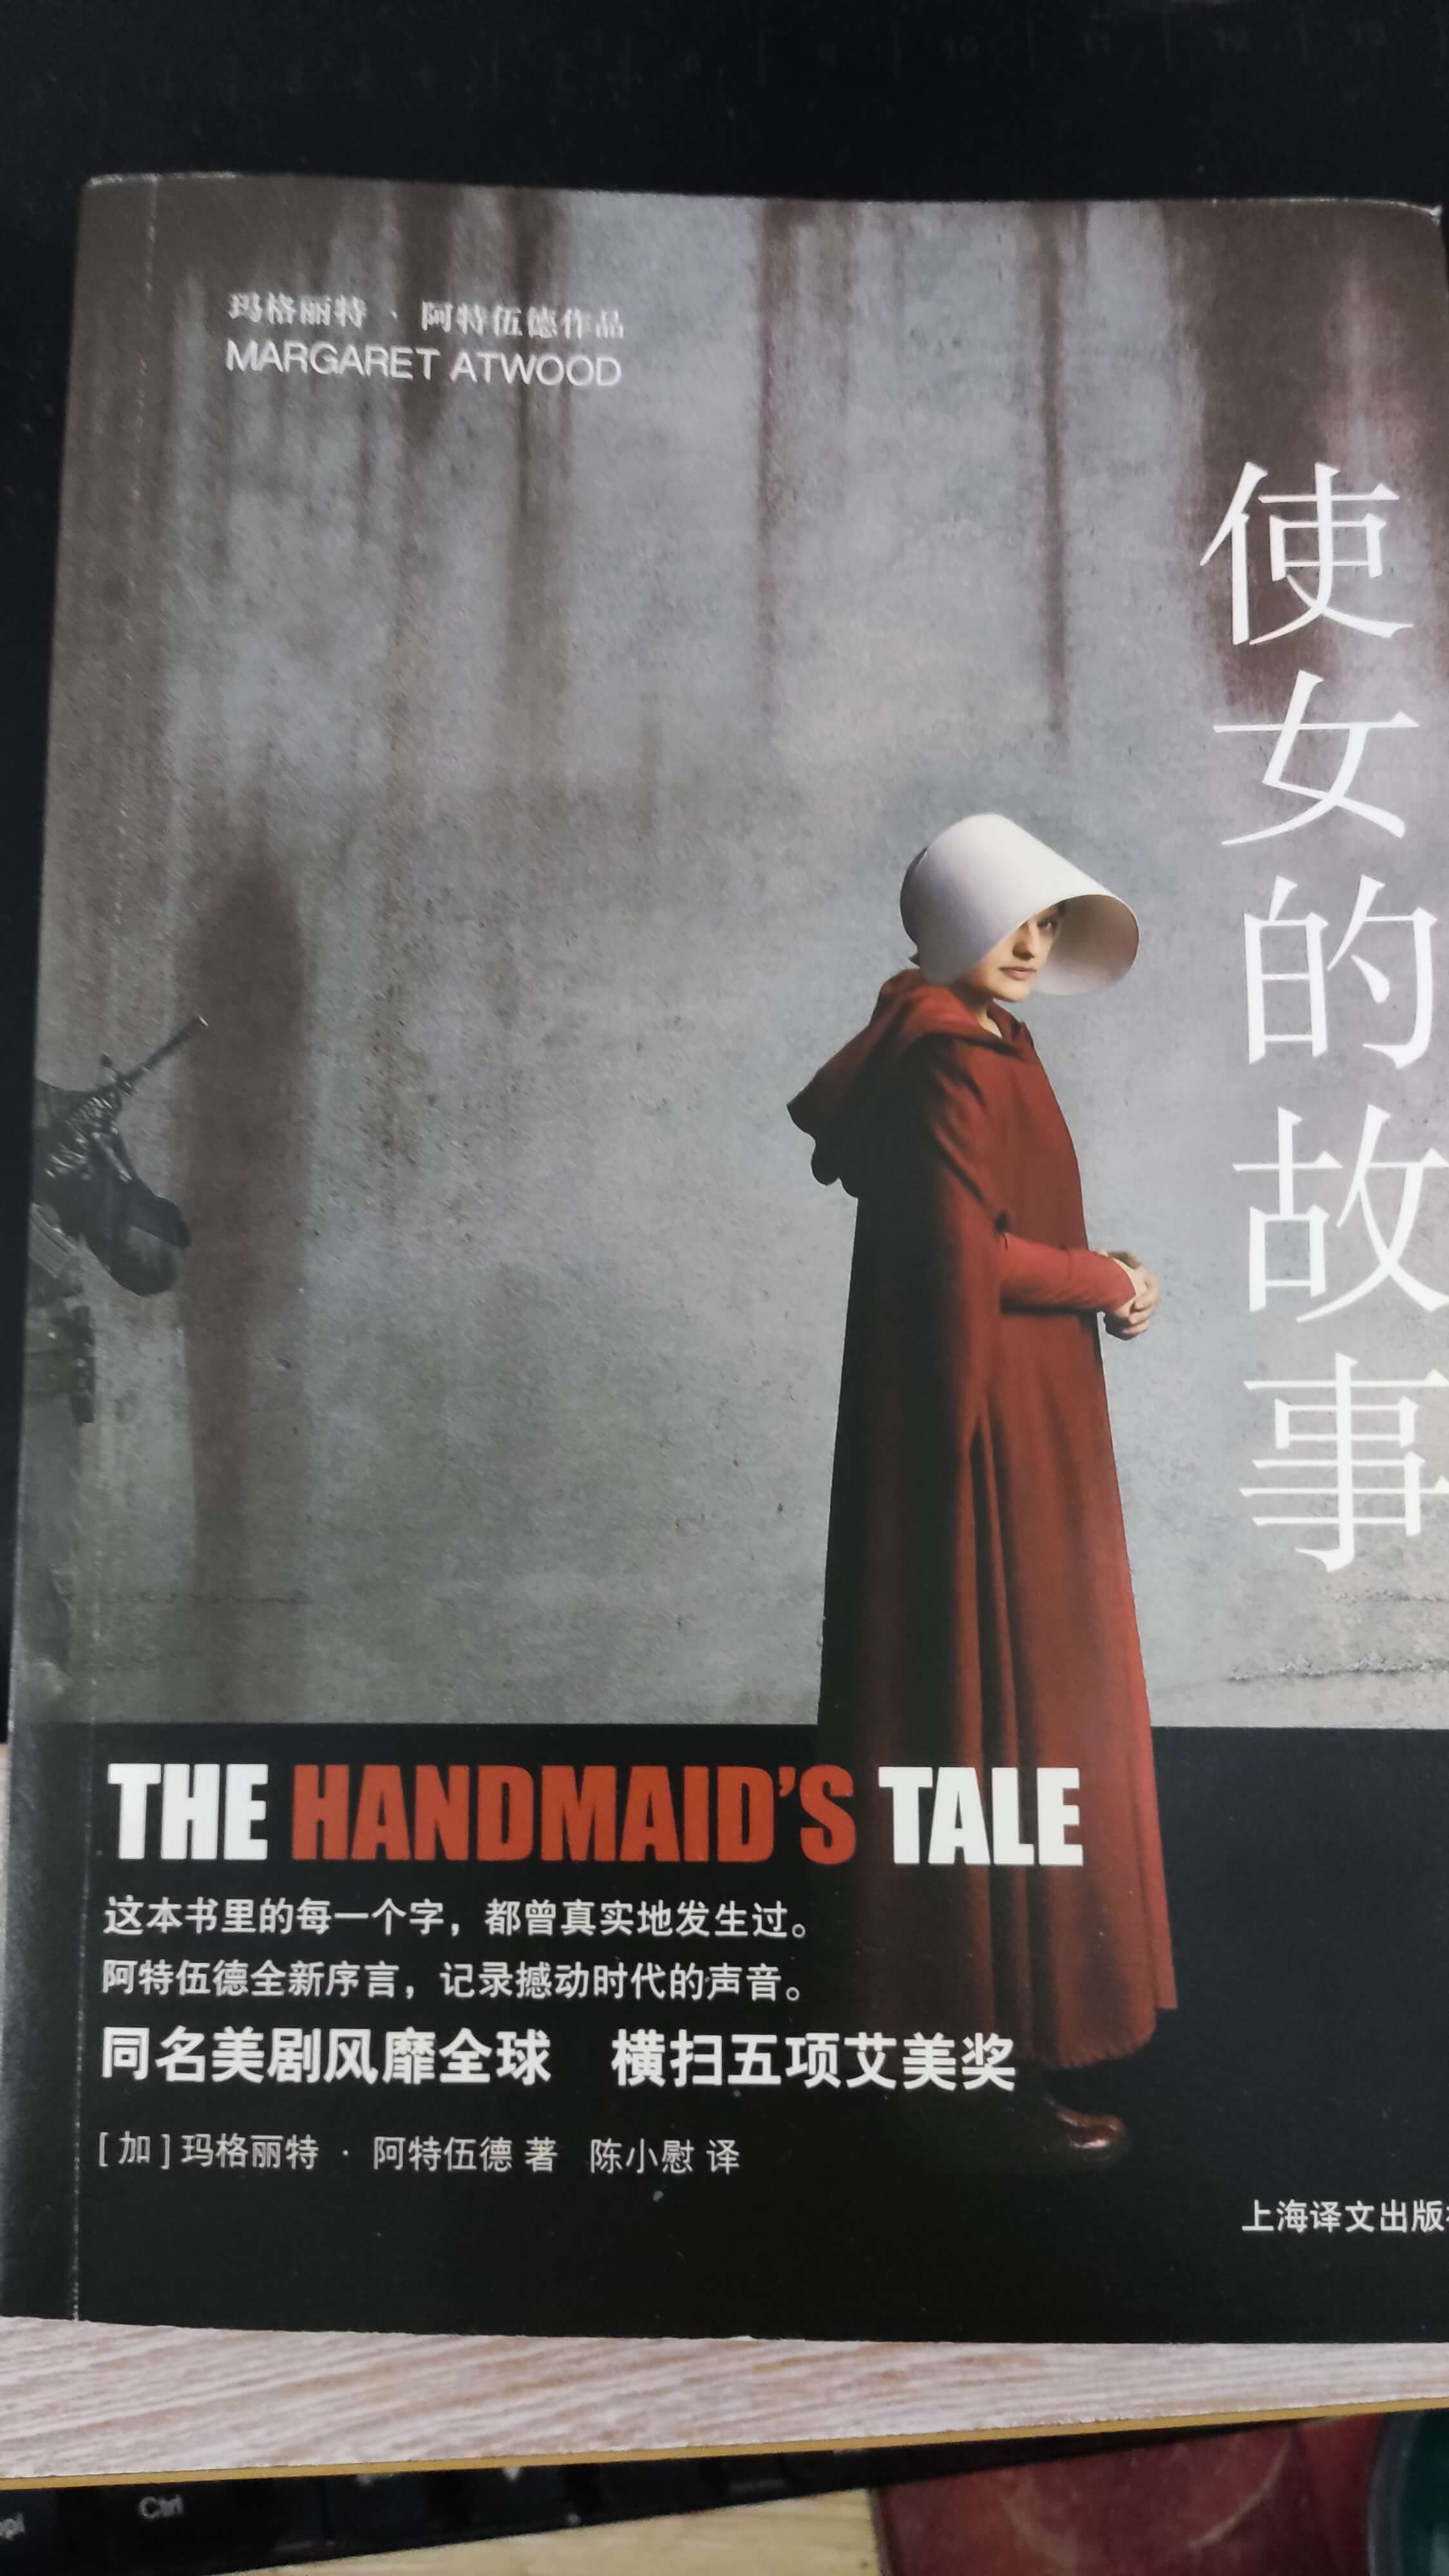 玛格丽特·阿特伍德作品
MARGARET ATWOOD
使女的故事
THE HANDMAID'S TALE
这本书里的每一个字，都曾真实地发生过。
阿特伍德全新序言，记录撼动时代的声音。
同名美剧风靡全球 横扫五项艾美奖
[加]玛格丽特·阿特伍德 著 陈小慰 译
上海译文出版
Ctrl